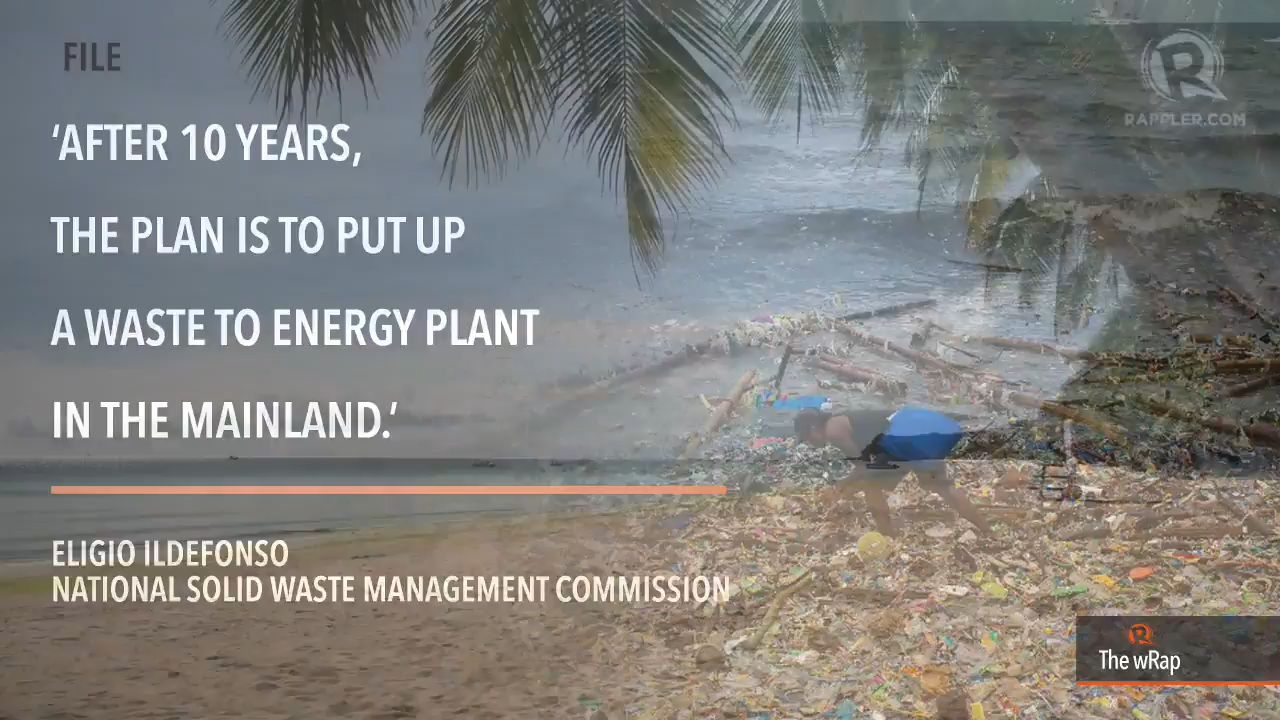 FILE
‘AFTER 10 YEARS,
THE PLAN IS TO PUT UP
A WASTE TO ENERGY PLANT
IN THE MAINLAND.‘
ELIGIO ILDEFONSO
NATIONAL SOLID WASTE MANAGEMENT COMMISSION
R
RAPPLER.COM
R
The wRap